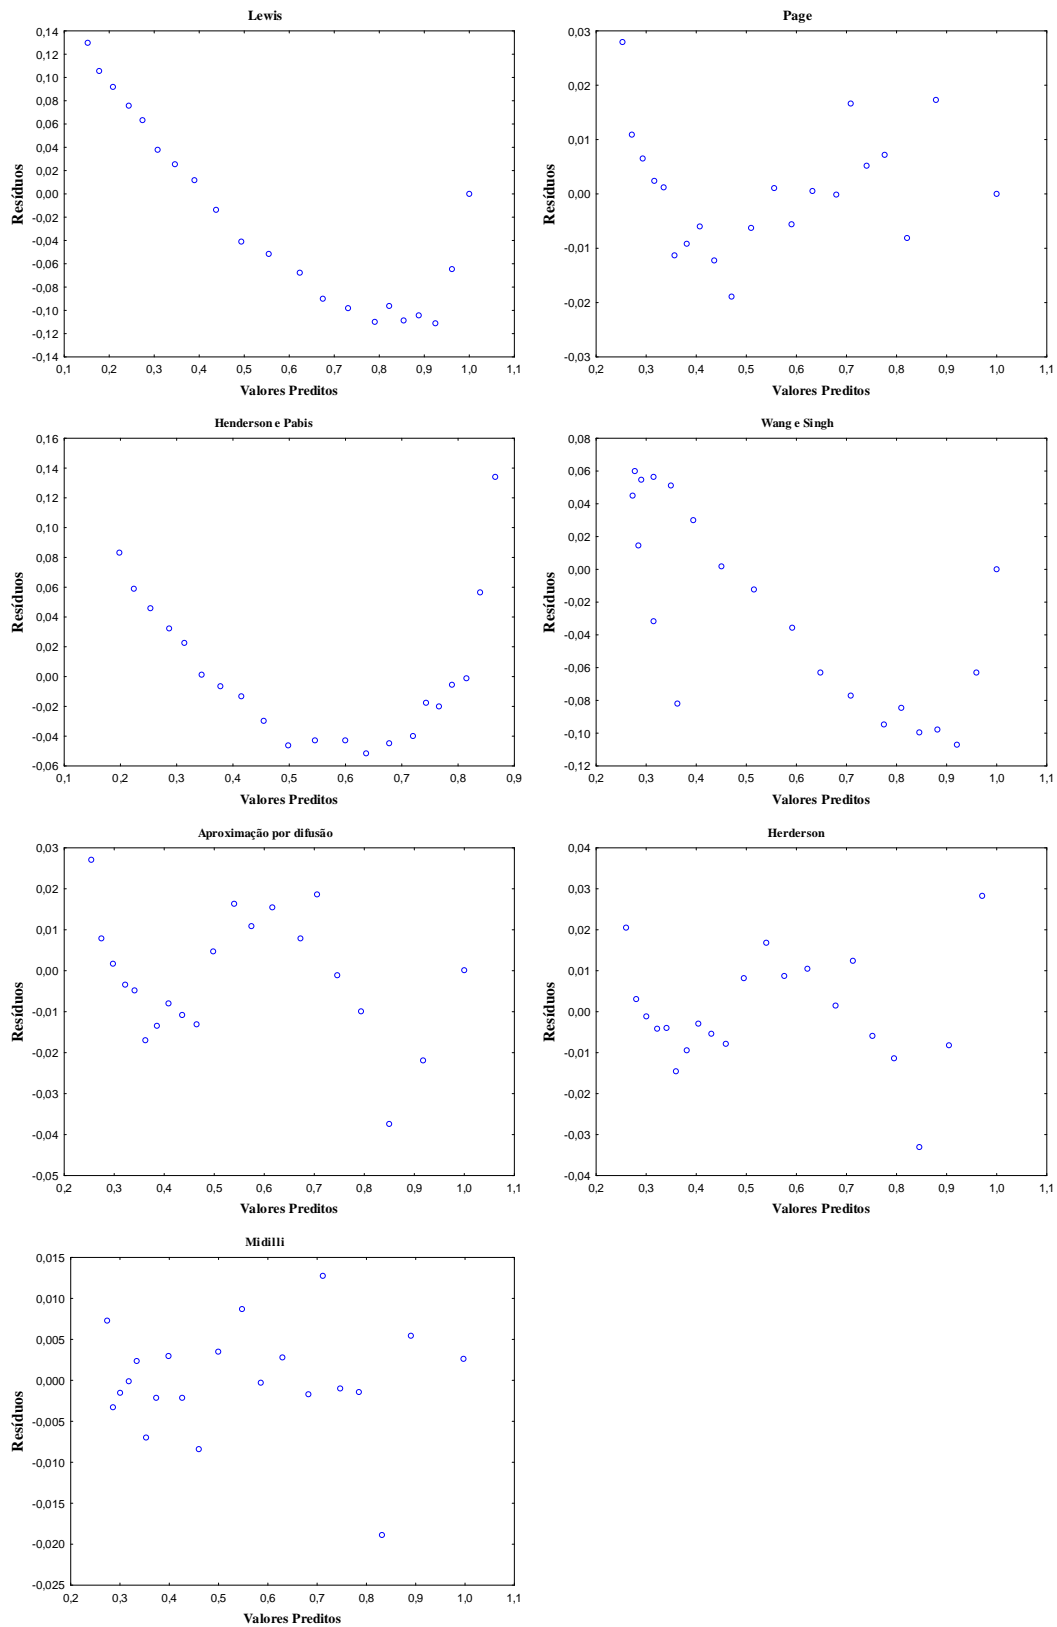 Lewis
0,14
0,12
0,10
0,08
0,06
0,04
0,02
0,00
-0,02
-0,04
-0,06
-0,08
-0,10
-0,12
-0,14
Resíduos
0,1 0,2 0,3 0,4 0,5 0,6 0,7 0,8 0,9 1,0 1,1
Valores Preditos
Page
0,03
0,02
0,01
0,00
-0,01
-0,02
-0,03
Resíduos
0,2 0,3 0,4 0,5 0,6 0,7 0,8 0,9 1,0 1,1
Valores Preditos
Henderson e Pabis
0,16
0,14
0,12
0,10
0,08
0,06
0,04
0,02
0,00
-0,02
-0,04
-0,06
Resíduos
0,1 0,2 0,3 0,4 0,5 0,6 0,7 0,8 0,9
Valores Preditos
Wang e Singh
0,08
0,06
0,04
0,02
0,00
-0,02
-0,04
-0,06
-0,08
-0,10
-0,12
Resíduos
0,2 0,3 0,4 0,5 0,6 0,7 0,8 0,9 1,0 1,1
Valores Preditos
Aproximação por difusão
0,03
0,02
0,01
0,00
-0,01
-0,02
-0,03
-0,04
-0,05
Resíduos
0,2 0,3 0,4 0,5 0,6 0,7 0,8 0,9 1,0 1,1
Valores Preditos
Herderson
0,04
0,03
0,02
0,01
0,00
-0,01
-0,02
-0,03
-0,04
Resíduos
0,2 0,3 0,4 0,5 0,6 0,7 0,8 0,9 1,0 1,1
Valores Preditos
Midilli
0,015
0,010
0,005
0,000
-0,005
-0,010
-0,015
-0,020
-0,025
Resíduos
0,2 0,3 0,4 0,5 0,6 0,7 0,8 0,9 1,0 1,1
Valores Preditos